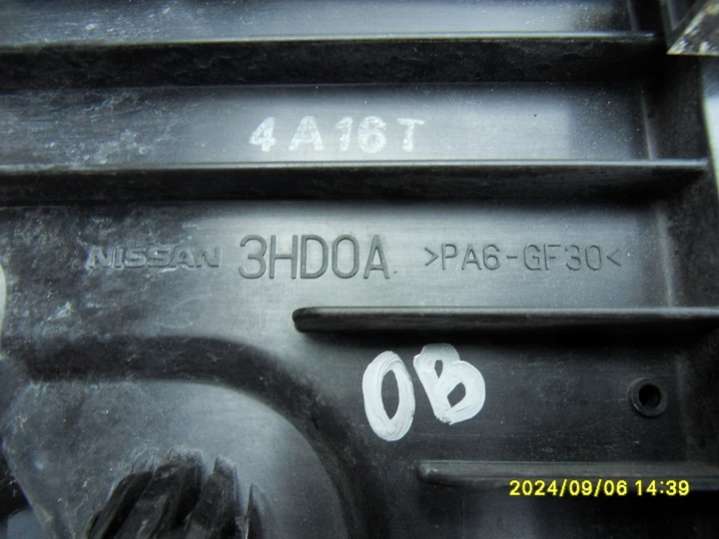 4A16T
NISSAN 3HD0A >PA6-GF30<
0B
2024/09/06 14:39